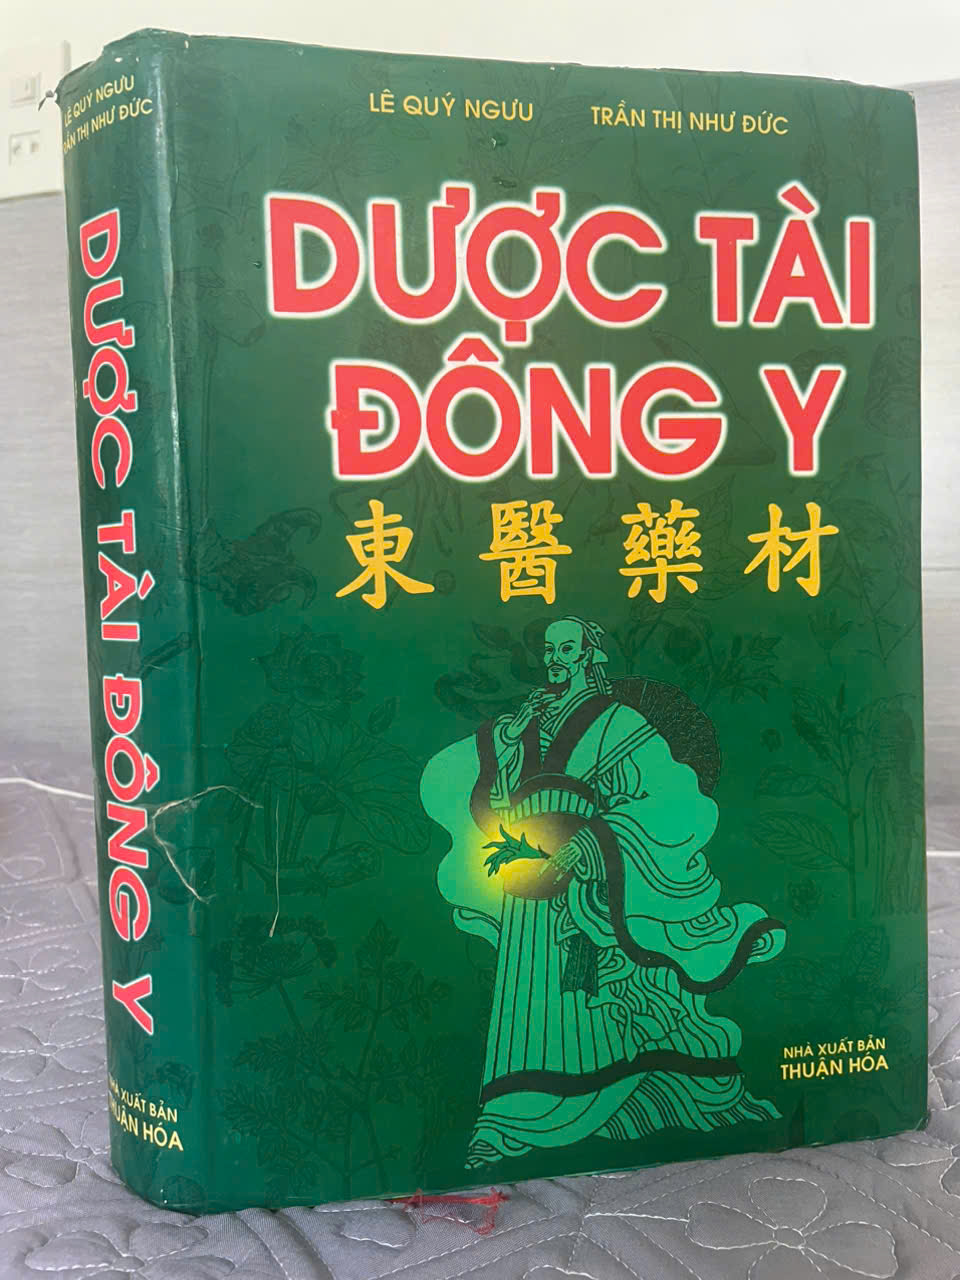 LÊ QUÝ NGƯU
TRẦN THỊ NHƯ ĐỨC
DƯỢC TÀI ĐÔNG Y
NHÀ XUẤT BẢN
THUẬN HÓA
LÊ QUÝ NGƯU TRẦN THỊ NHƯ ĐỨC
DƯỢC TÀI
ĐÔNG Y
東醫藥材
NHÀ XUẤT BẢN
THUẬN HÓA